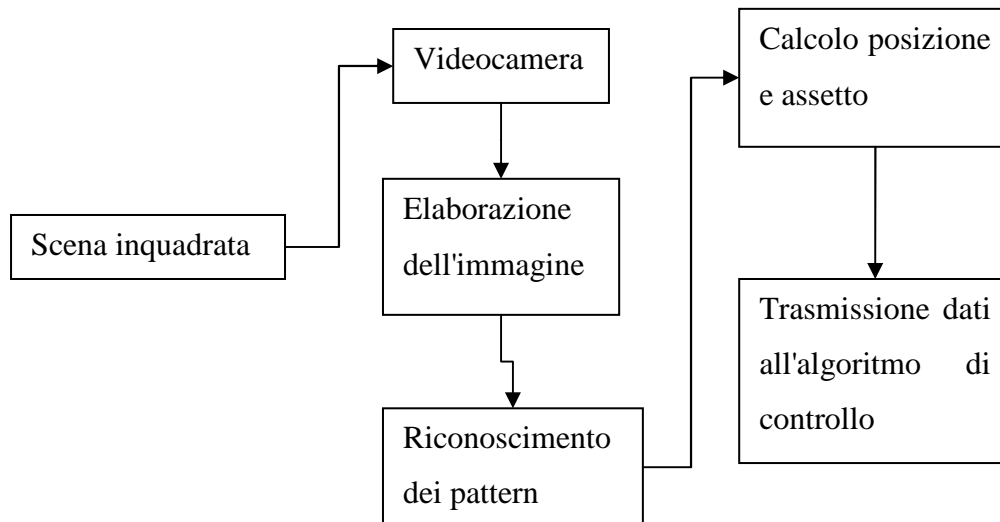 Scena inquadrata
Videocamera
Elaborazione
dell'immagine
Riconoscimento
dei pattern
Calcolo posizione
e assetto
Trasmissione dati
all'algoritmo di
controllo